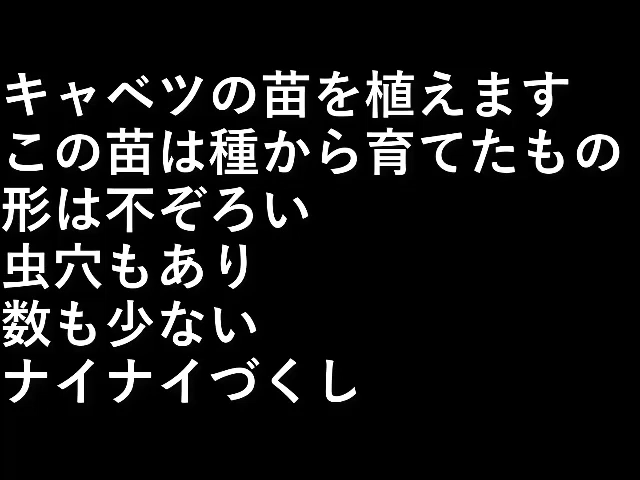 キャベツの苗を植えます
この苗は種から育てたもの
形は不ぞろい
虫穴もあり
数も少ない
ナイナイづくし